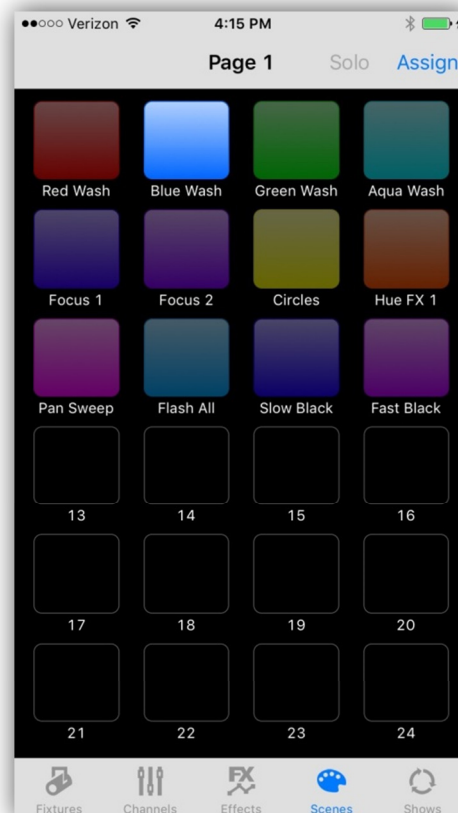 Verizon 4:15 PM
Page 1 Solo Assign
Red Wash Blue Wash Green Wash Aqua Wash
Focus 1 Focus 2 Circles Hue FX 1
Pan Sweep Flash All Slow Black Fast Black
13 14 15 16
17 18 19 20
21 22 23 24
FX
Fixtures Channels Effects Scenes Shows